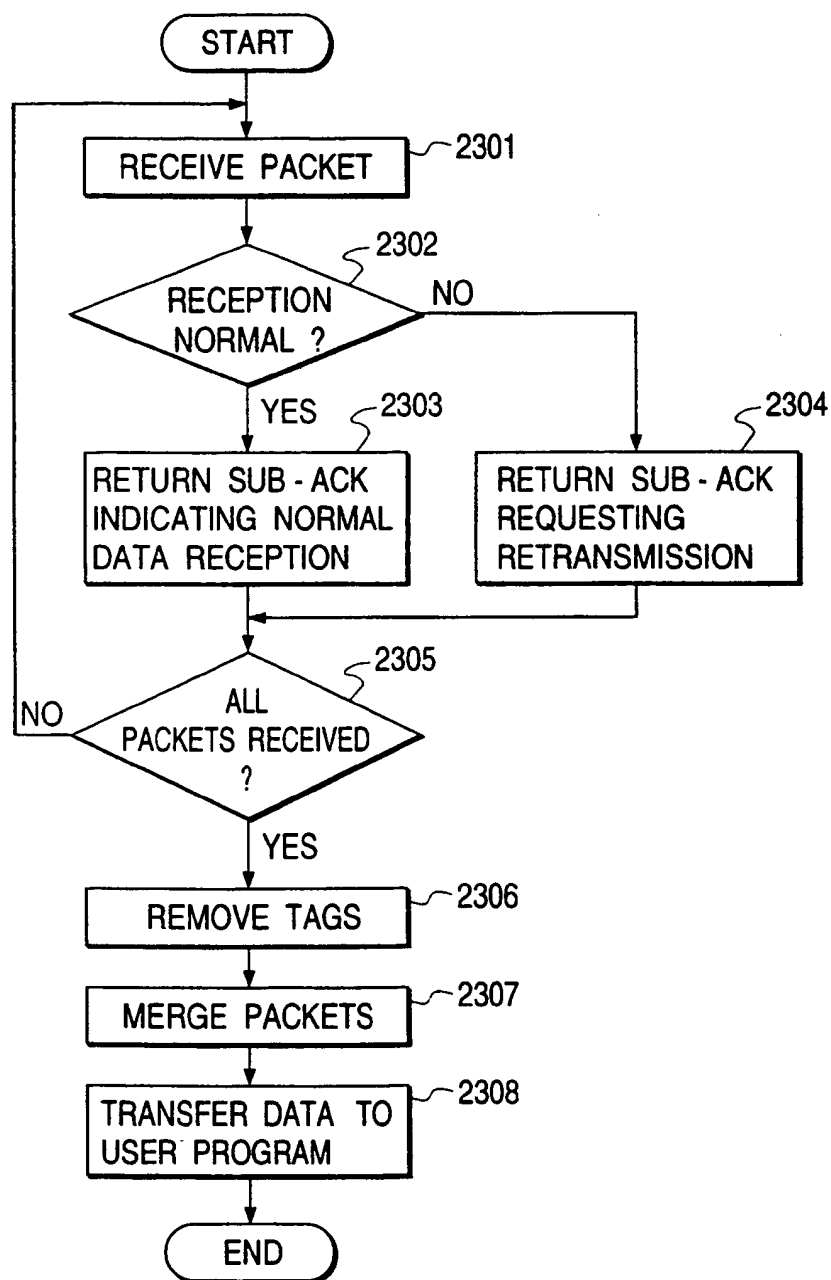 START
RECEIVE PACKET
2301
2302
RECEPTION
NORMAL ?
NO
YES
2303
RETURN SUB - ACK
INDICATING NORMAL
DATA RECEPTION
2304
RETURN SUB - ACK
REQUESTING
RETRANSMISSION
2305
NO
ALL
PACKETS RECEIVED
?
YES
REMOVE TAGS
2306
MERGE PACKETS
2307
TRANSFER DATA TO
USER PROGRAM
2308
END